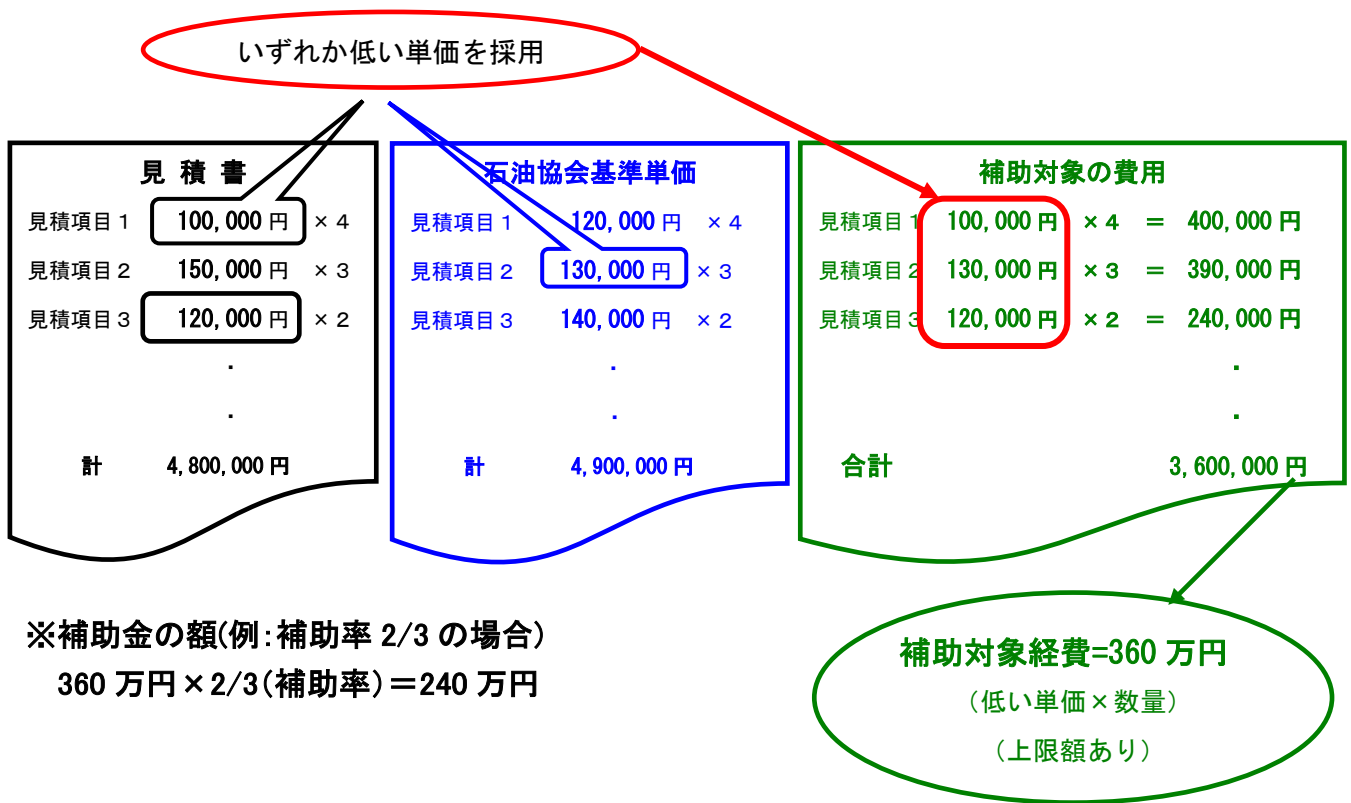 いずれか低い単価を採用
見 積 書
見積項目1 100,000 円 ×4
見積項目2 150,000 円 ×3
見積項目3 120,000 円 ×2
・
・
計 4,800,000 円
石油協会基準単価
見積項目1 120,000 円 ×4
見積項目2 130,000 円 ×3
見積項目3 140,000 円 ×2
・
・
計 4,900,000 円
補助対象の費用
見積項目1 100,000 円 ×4 = 400,000 円
見積項目2 130,000 円 ×3 = 390,000 円
見積項目3 120,000 円 ×2 = 240,000 円
・
・
合計 3,600,000 円
※補助金の額(例:補助率 2/3 の場合)
360 万円×2/3(補助率)=240 万円
補助対象経費=360 万円
(低い単価×数量)
(上限額あり)